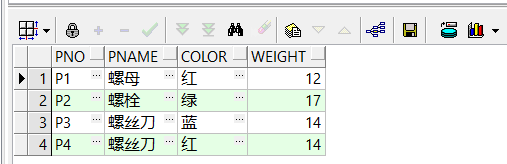 PNO PNAME COLOR WEIGHT
1 P1 ... 螺母 ... 红 ... 12
2 P2 ... 螺栓 ... 绿 ... 17
3 P3 ... 螺丝刀 ... 蓝 ... 14
4 P4 ... 螺丝刀 ... 红 ... 14